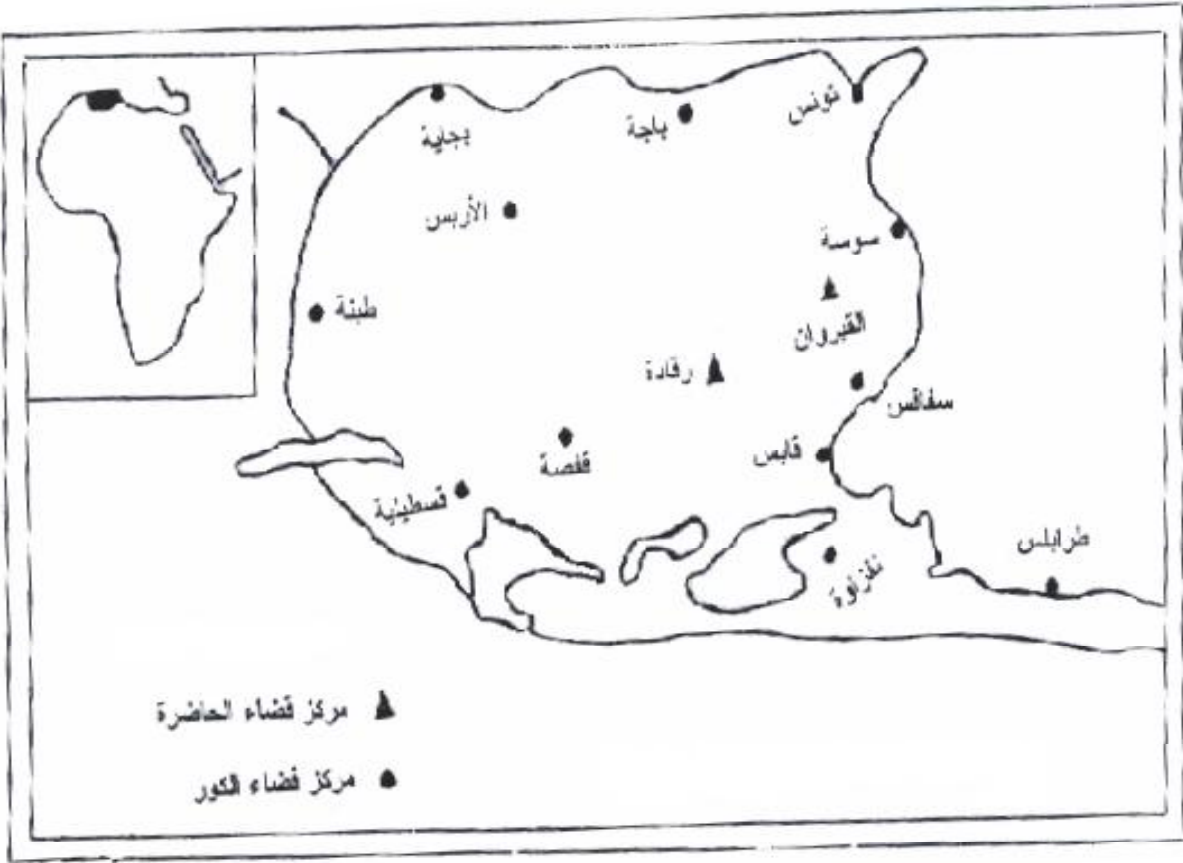 تونس
باجة
بجاية
الأربس
سوسة
طبنة
القيروان
رقادة
سفاقس
قابس
قفصة
قسطيلية
طرابلس
نفزاوة
مركز قضاء الحاضرة
مركز قضاء الكور